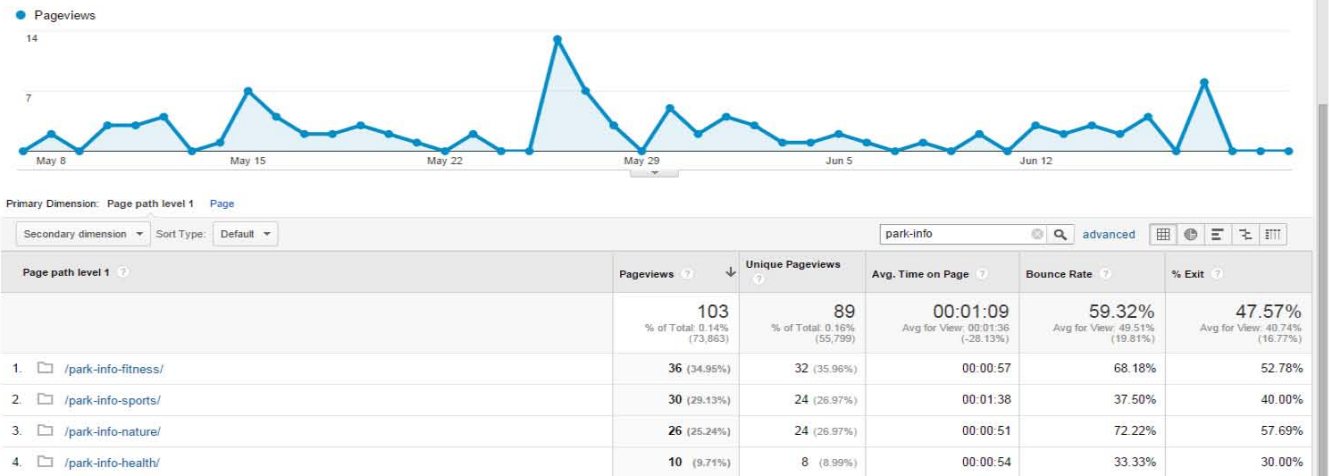 Pageviews
14
7
May 8 May 15 May 22 May 29 Jun 5 Jun 12
Primary Dimension: Page path level 1 Page
Secondary dimension Sort Type: Default park-info advanced
Page path level 1 ? Pageviews ? Unique Pageviews ? Avg. Time on Page ? Bounce Rate ? % Exit ?
103 89 00:01:09 59.32% 47.57%
% of Total: 0.14% % of Total: 0.16% Avg for View: 00:01:36 Avg for View: 49.51% Avg for View: 40.74%
(73,863) (55,799) (-28.13%) (19.81%) (16.77%)
1. /park-info-fitness/ 36 (34.95%) 32 (35.96%) 00:00:57 68.18% 52.78%
2. /park-info-sports/ 30 (29.13%) 24 (26.97%) 00:01:38 37.50% 40.00%
3. /park-info-nature/ 26 (25.24%) 24 (26.97%) 00:00:51 72.22% 57.69%
4. /park-info-health/ 10 (9.71%) 8 (8.99%) 00:00:54 33.33% 30.00%